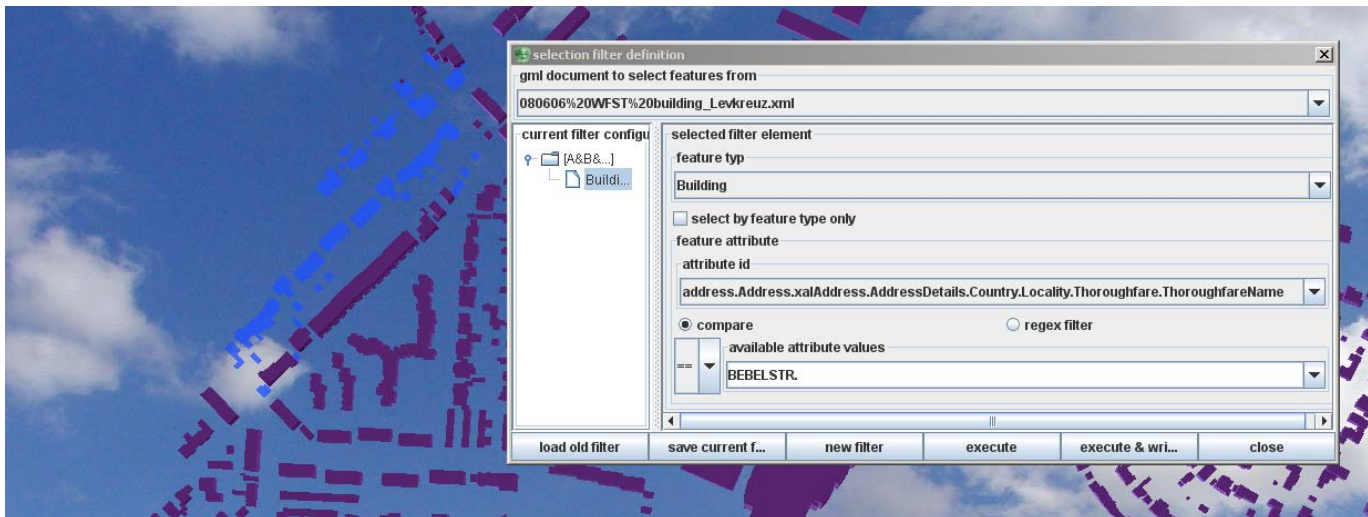 selection filter definition
gml document to select features from
080606%20WFST%20building_Levkreuz.xml
current filter configu
[A&B&...]
Buildi...
selected filter element
feature typ
Building
select by feature type only
feature attribute
attribute id
address.Address.xalAddress.AddressDetails.Country.Locality.Thoroughfare.ThoroughfareName
compare
regex filter
==
available attribute values
BEBELSTR.
load old filter
save current f...
new filter
execute
execute & wri...
close